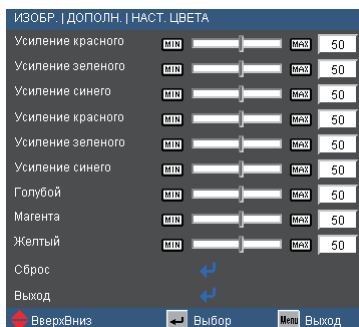 ИЗОБР. | ДОПОЛН. | НАСТ. ЦВЕТА
Усиление красного MIN MAX 50
Усиление зеленого MIN MAX 50
Усиление синего MIN MAX 50
Усиление красного MIN MAX 50
Усиление зеленого MIN MAX 50
Усиление синего MIN MAX 50
Голубой MIN MAX 50
Магента MIN MAX 50
Желтый MIN MAX 50
Сброс
Выход
ВверхВниз Выбор Menu Выход